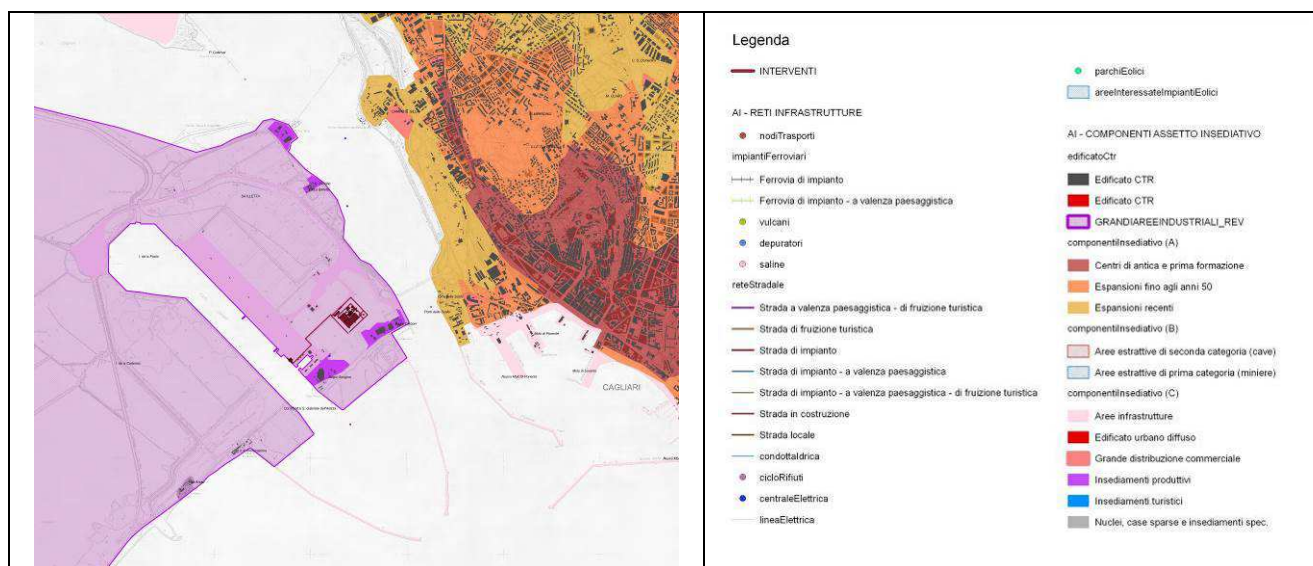 CAGLIARI
Legenda
INTERVENTI
AI - RETI INFRASTRUTTURE
nodiTrasporti
impiantiFerroviari
Ferrovia di impianto
Ferrovia di impianto - a valenza paesaggistica
vulcani
depuratori
saline
reteStradale
Strada a valenza paesaggistica - di fruizione turistica
Strada di fruizione turistica
Strada di impianto
Strada di impianto - a valenza paesaggistica
Strada di impianto - a valenza paesaggistica - di fruizione turistica
Strada in costruzione
Strada locale
condottaIdrica
cicloRifiuti
centraleElettrica
lineaElettrica
parchiEolici
areeInteressateImpiantiEolici
AI - COMPONENTI ASSETTO INSEDIATIVO
edificatoCtr
Edificato CTR
Edificato CTR
GRANDIAREEINDUSTRIALI_REV
componentiInsediativo (A)
Centri di antica e prima formazione
Espansioni fino agli anni 50
Espansioni recenti
componentiInsediativo (B)
Aree estrattive di seconda categoria (cave)
Aree estrattive di prima categoria (miniere)
componentiInsediativo (C)
Aree infrastrutture
Edificato urbano diffuso
Grande distribuzione commerciale
Insediamenti produttivi
Insediamenti turistici
Nuclei, case sparse e insediamenti spec.